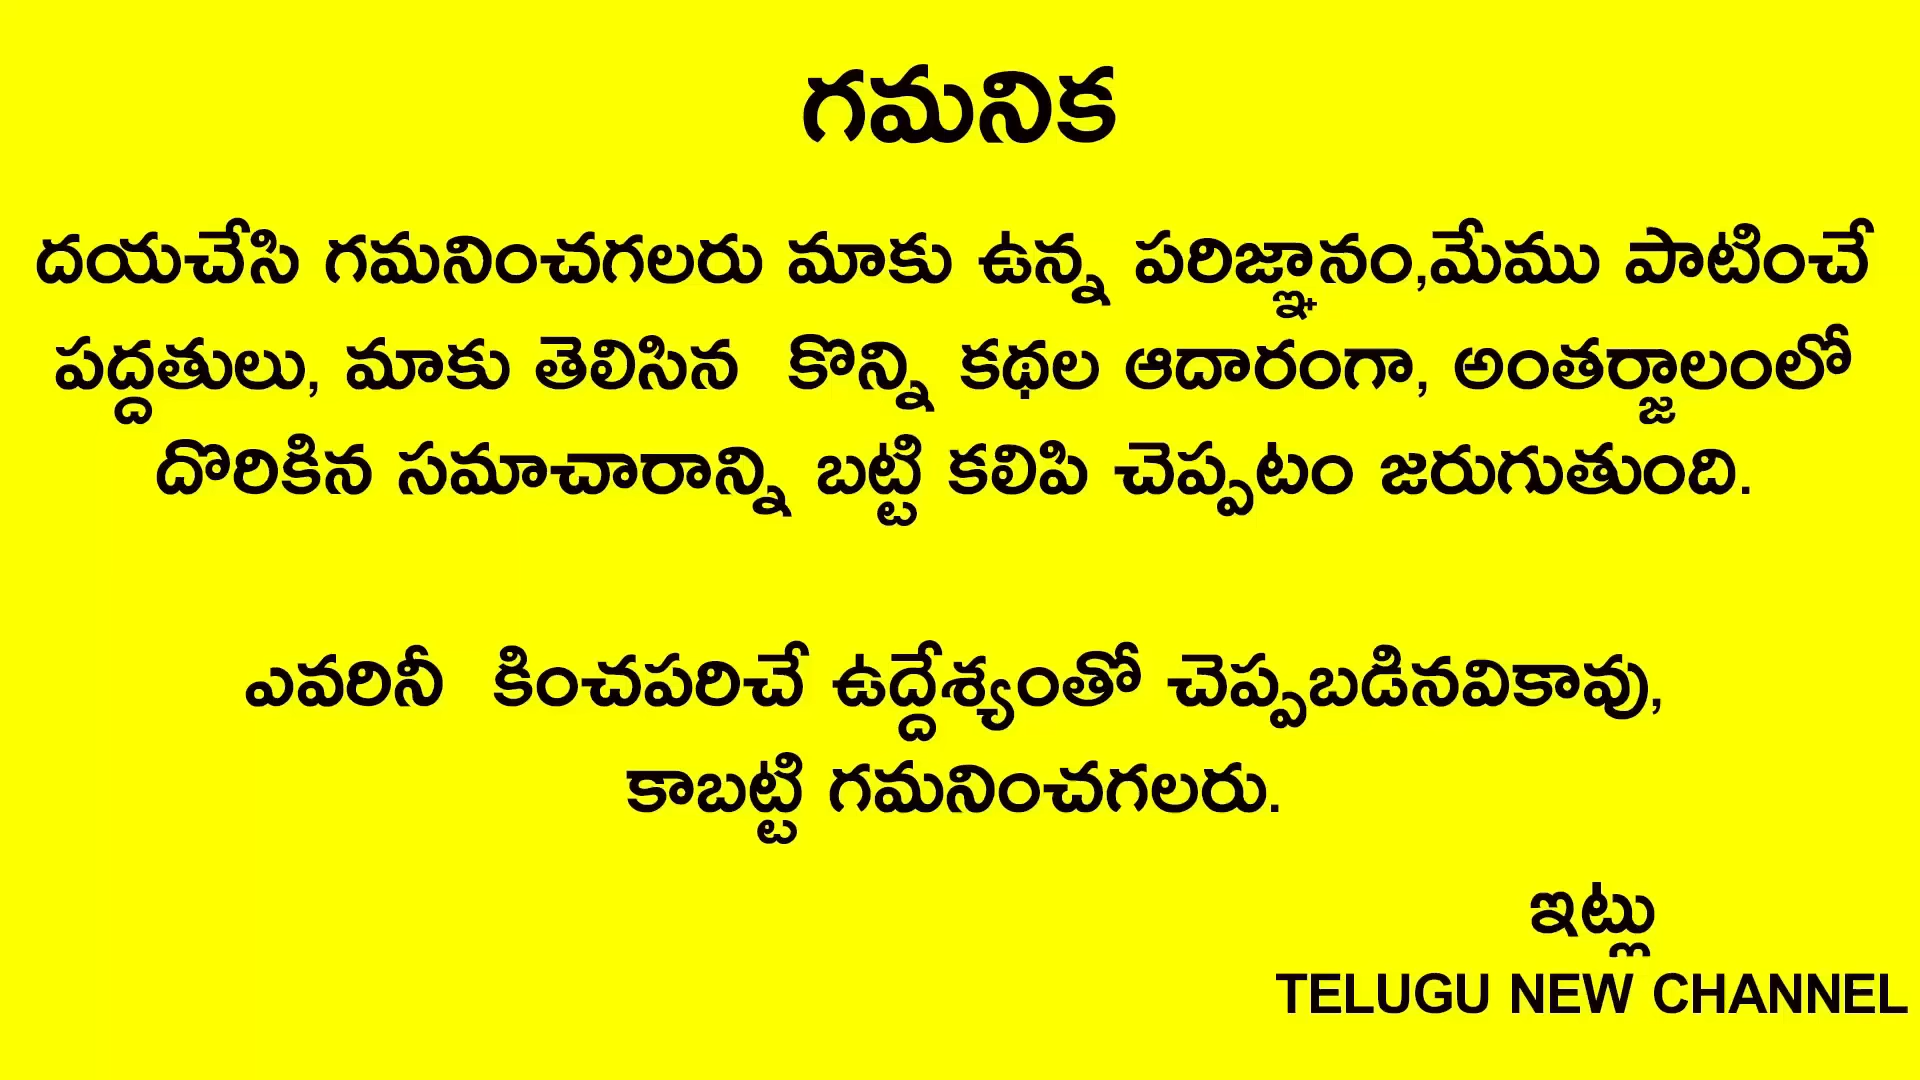 గమనిక
దయచేసి గమనించగలరు మాకు ఉన్న పరిజ్ఞానం,మేము పాటించే
పద్దతులు, మాకు తెలిసిన కొన్ని కథల ఆదారంగా, అంతర్జాలంలో
దొరికిన సమాచారాన్ని బట్టి కలిపి చెప్పటం జరుగుతుంది.
ఎవరినీ కించపరిచే ఉద్దేశ్యంతో చెప్పబడినవికావు,
కాబట్టి గమనించగలరు.
ఇట్లు
TELUGU NEW CHANNEL